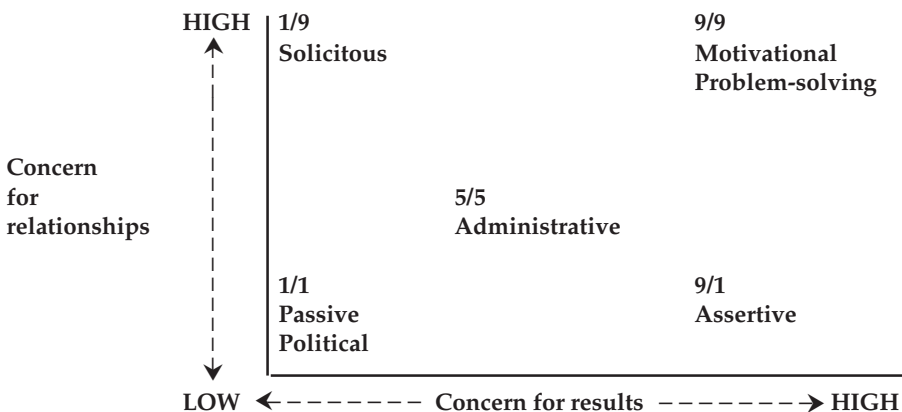 HIGH
1/9
9/9
Solicitous
Motivational
Problem-solving
Concern
for
relationships
5/5
Administrative
1/1
9/1
Passive
Assertive
Political
LOW
Concern for results
HIGH